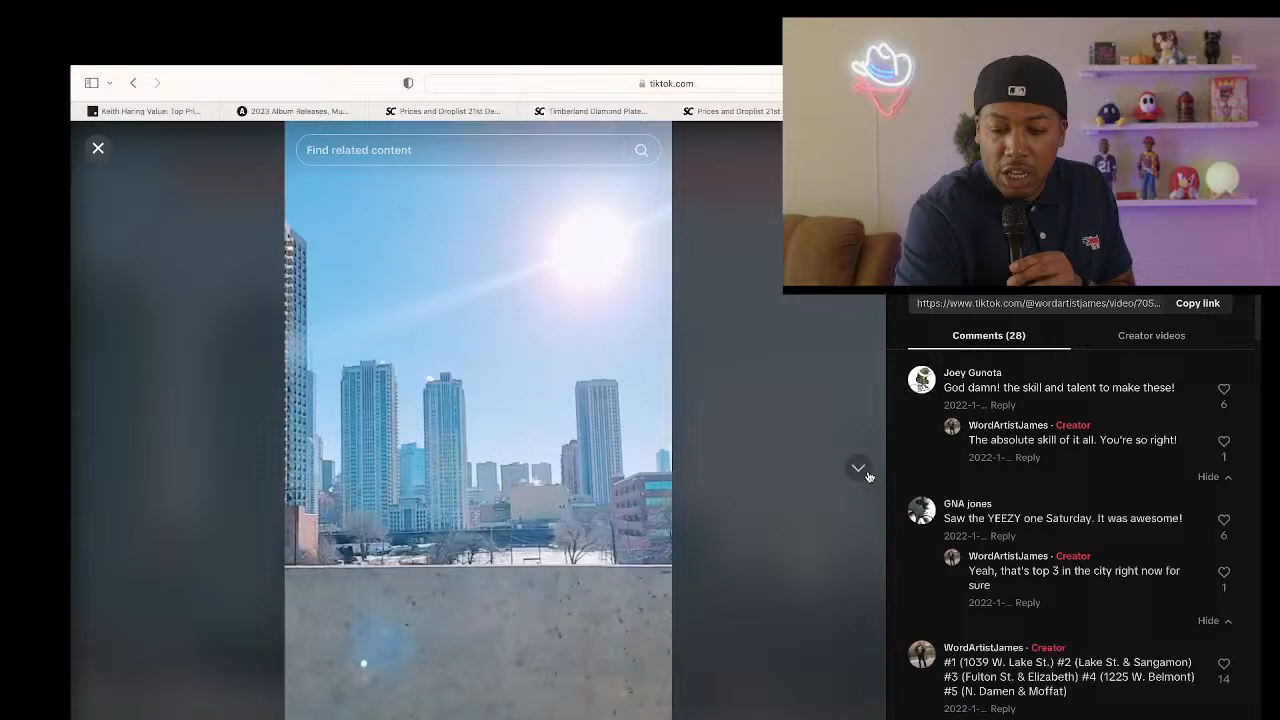 tiktok.com
Keith Haring Value: Top Pri...
2023 Album Releases, Mu...
SC Prices and Droplist 21st De...
SC Timberland Diamond Plate...
SC Prices and Droplist 21st
Find related content
21
https://www.tiktok.com/@wordartistjames/video/705...
Copy link
Comments (28)
Creator videos
Joey Gunota
God damn! the skill and talent to make these!
2022-1-... Reply
6
WordArtistJames · Creator
The absolute skill of it all. You're so right!
2022-1-... Reply
1
Hide
GNA jones
Saw the YEEZY one Saturday. It was awesome!
2022-1-... Reply
6
WordArtistJames · Creator
Yeah, that's top 3 in the city right now for
sure
2022-1-... Reply
1
Hide
WordArtistJames · Creator
#1 (1039 W. Lake St.) #2 (Lake St. & Sangamon)
#3 (Fulton St. & Elizabeth) #4 (1225 W. Belmont)
#5 (N. Damen & Moffat)
2022-1-... Reply
14